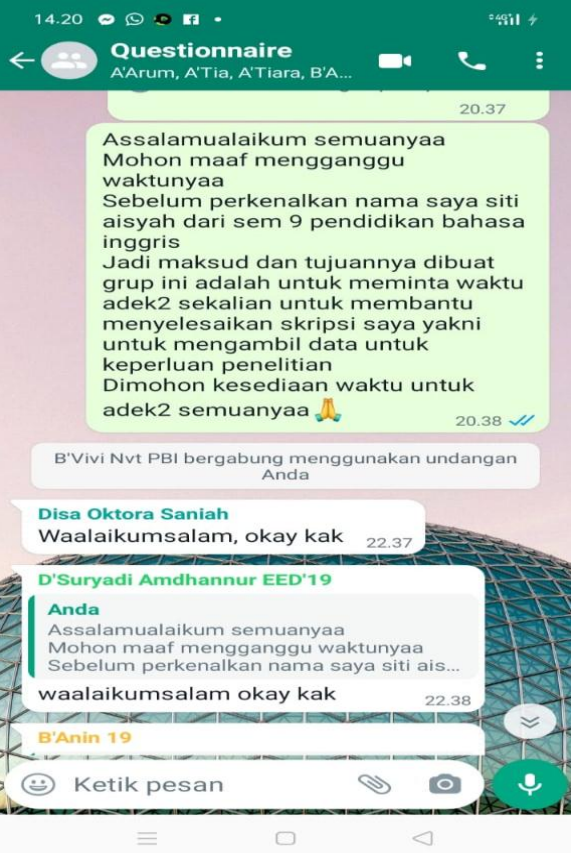 14.20
Questionnaire
A'Arum, A'Tia, A'Tiara, B'A...
20.37
Assalamualaikum semuanyaa
Mohon maaf mengganggu
waktunyaa
Sebelum perkenalkan nama saya siti
aisyah dari sem 9 pendidikan bahasa
inggris
Jadi maksud dan tujuannya dibuat
grup ini adalah untuk meminta waktu
adek2 sekalian untuk membantu
menyelesaikan skripsi saya yakni
untuk mengambil data untuk
keperluan penelitian
Dimohon kesediaan waktu untuk
adek2 semuanyaa 🙏
20.38
B'Vivi Nvt PBI bergabung menggunakan undangan
Anda
Disa Oktora Saniah
Waalaikumsalam, okay kak 22.37
D'Suryadi Amdhannur EED'19
Anda
Assalamualaikum semuanyaa
Mohon maaf mengganggu waktunyaa
Sebelum perkenalkan nama saya siti ais...
waalaikumsalam okay kak 22.38
B'Anin 19
Ketik pesan